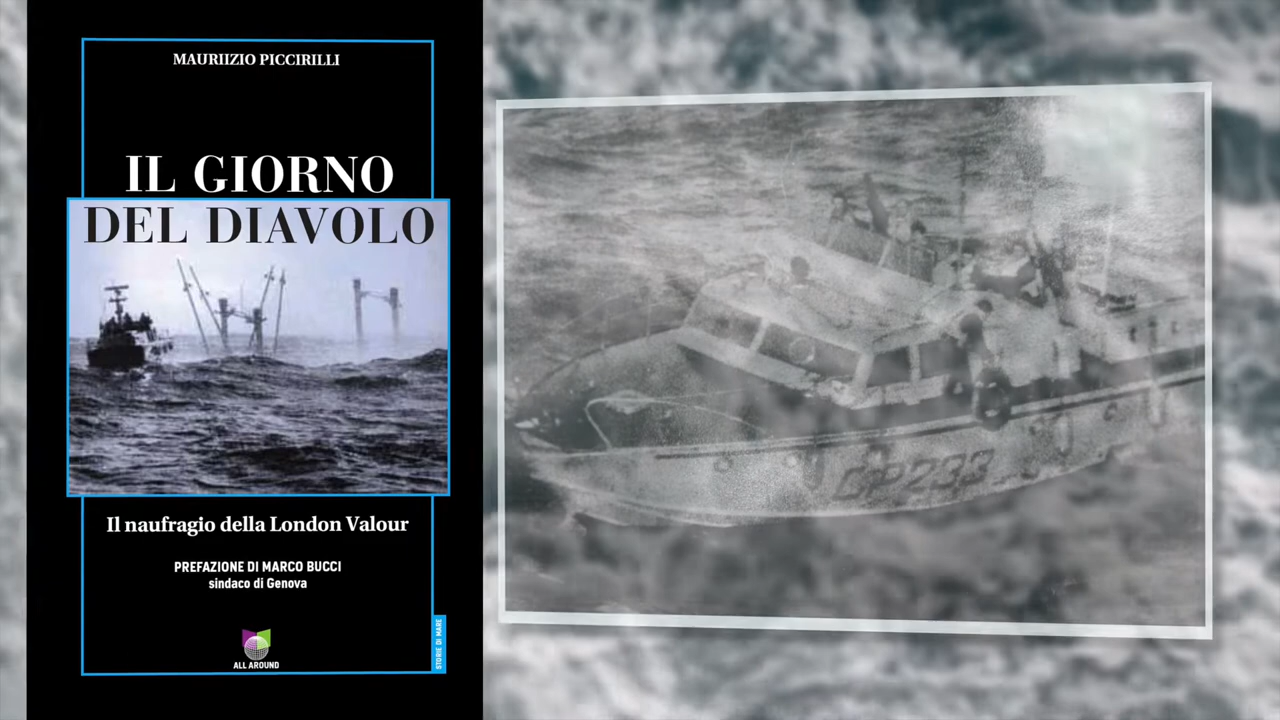 MAURIIZIO PICCIRILLI
IL GIORNO
DEL DIAVOLO
Il naufragio della London Valour
PREFAZIONE DI MARCO BUCCI
sindaco di Genova
ALL AROUND
STORIE DI MARE
CP233